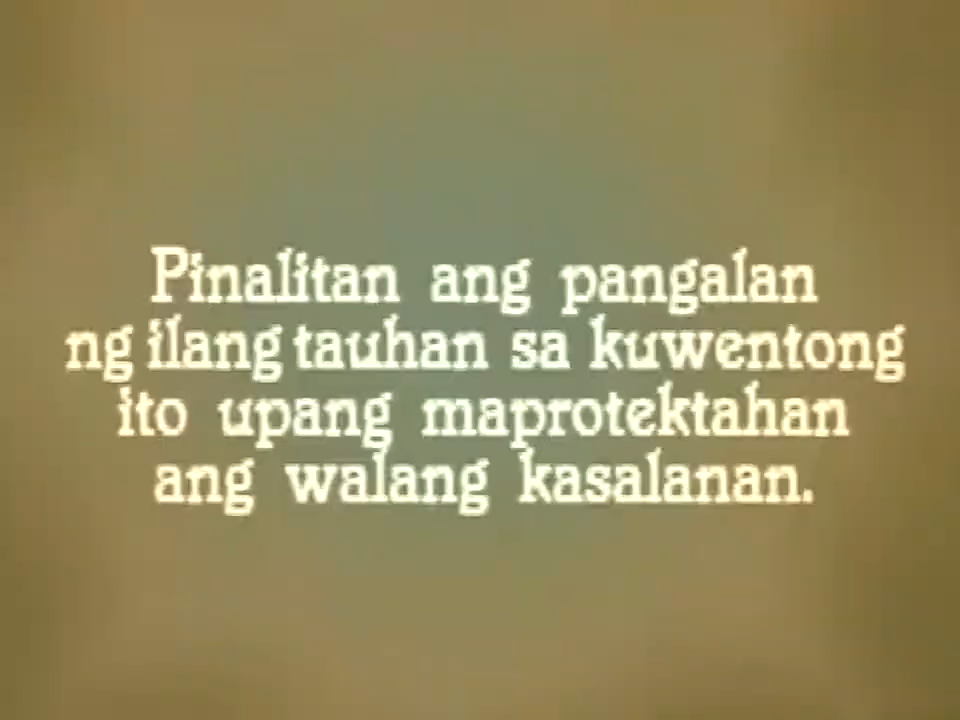 Pinalitan ang pangalan
ng ilang tauhan sa kuwentong
ito upang maprotektahan
ang walang kasalanan.